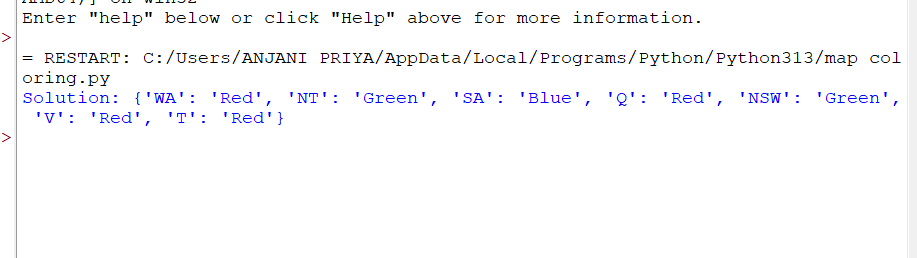 Enter "help" below or click "Help" above for more information.
>
= RESTART: C:/Users/ANJANI PRIYA/AppData/Local/Programs/Python/Python313/map col
oring.py
Solution: {'WA': 'Red', 'NT': 'Green', 'SA': 'Blue', 'Q': 'Red', 'NSW': 'Green',
'V': 'Red', 'T': 'Red'}
>